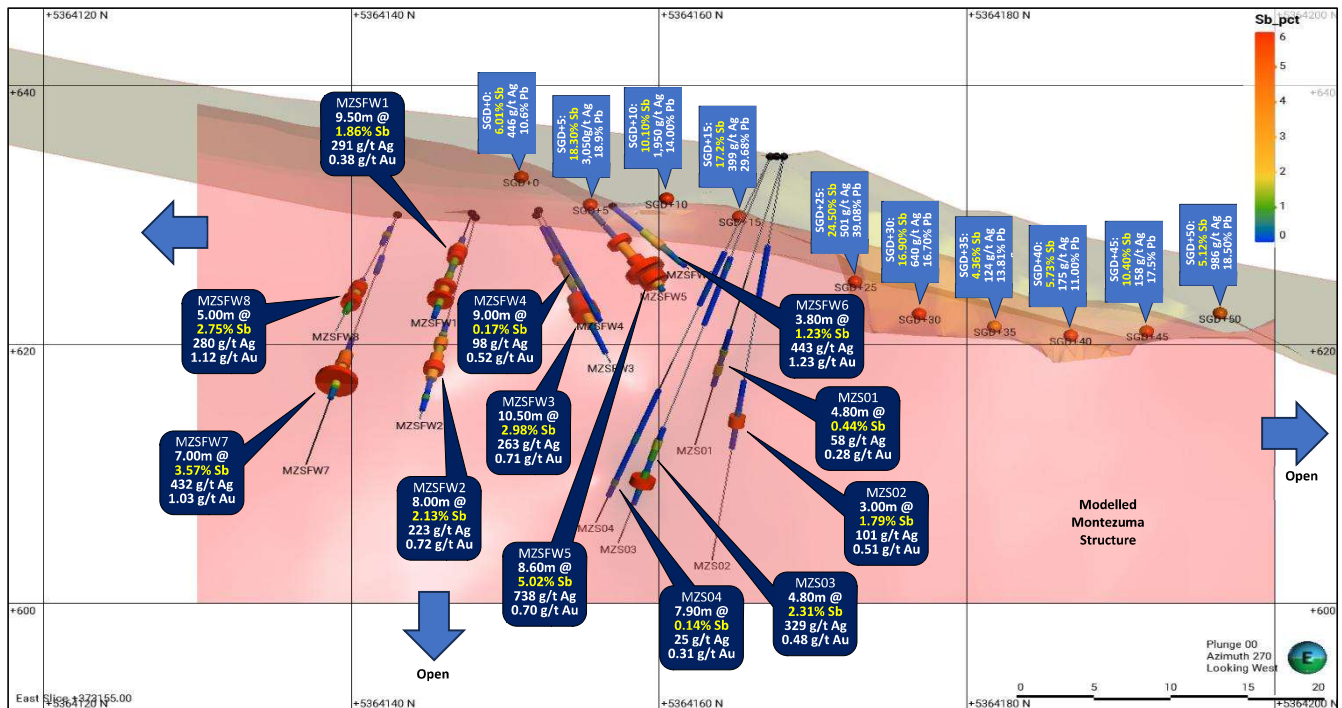 +5364120 N
+5364140 N
+5364160 N
+5364180 N
+5364200 N
Sb_pct
6
5
4
3
2
1
0
+640
+640
+620
+620
+600
+600
MZSFW1
9.50m @
1.86% Sb
291 g/t Ag
0.38 g/t Au
SGD+0:
6.01% Sb
446 g/t Ag
10.6% Pb
SGD+5:
18.30% Sb
3,050g/t Ag
18.9% Pb
SGD+10:
10.10% Sb
1,950 g/t Ag
14.00% Pb
SGD+15:
17.2% Sb
399 g/t Ag
29.68% Pb
SGD+25:
24.50% Sb
501 g/t Ag
39.08% Pb
SGD+30:
16.90% Sb
640 g/t Ag
16.70% Pb
SGD+35:
4.36% Sb
124 g/t Ag
13.81% Pb
SGD+40:
5.73% Sb
175 g/t Ag
11.00% Pb
SGD+45:
10.40% Sb
158 g/t Ag
17.5% Pb
SGD+50:
5.12% Sb
986 g/t Ag
18.50% Pb
SGD+0
SGD+5
SGD+10
SGD+15
SGD+25
SGD+30
SGD+35
SGD+40
SGD+45
SGD+50
MZSFW8
5.00m @
2.75% Sb
280 g/t Ag
1.12 g/t Au
MZSFW4
9.00m @
0.17% Sb
98 g/t Ag
0.52 g/t Au
MZSFW6
3.80m @
1.23% Sb
443 g/t Ag
1.23 g/t Au
MZSFW8
MZSFW1
MZSFW4
MZSFW5
MZSFW3
MZSFW2
MZSFW7
MZS01
MZS04
MZS03
MZS02
MZSFW7
7.00m @
3.57% Sb
432 g/t Ag
1.03 g/t Au
MZSFW3
10.50m @
2.98% Sb
263 g/t Ag
0.71 g/t Au
MZS01
4.80m @
0.44% Sb
58 g/t Ag
0.28 g/t Au
MZSFW2
8.00m @
2.13% Sb
223 g/t Ag
0.72 g/t Au
MZS02
3.00m @
1.79% Sb
101 g/t Ag
0.51 g/t Au
MZSFW5
8.60m @
5.02% Sb
738 g/t Ag
0.70 g/t Au
MZS04
7.90m @
0.14% Sb
25 g/t Ag
0.31 g/t Au
MZS03
4.80m @
2.31% Sb
329 g/t Ag
0.48 g/t Au
Modelled
Montezuma
Structure
Open
Open
Plunge 00
Azimuth 270
Looking West
E
0
5
10
15
20
East Slice +373155.00
+5364120 N
+5364140 N
+5364160 N
+5364180 N
+5364200 N